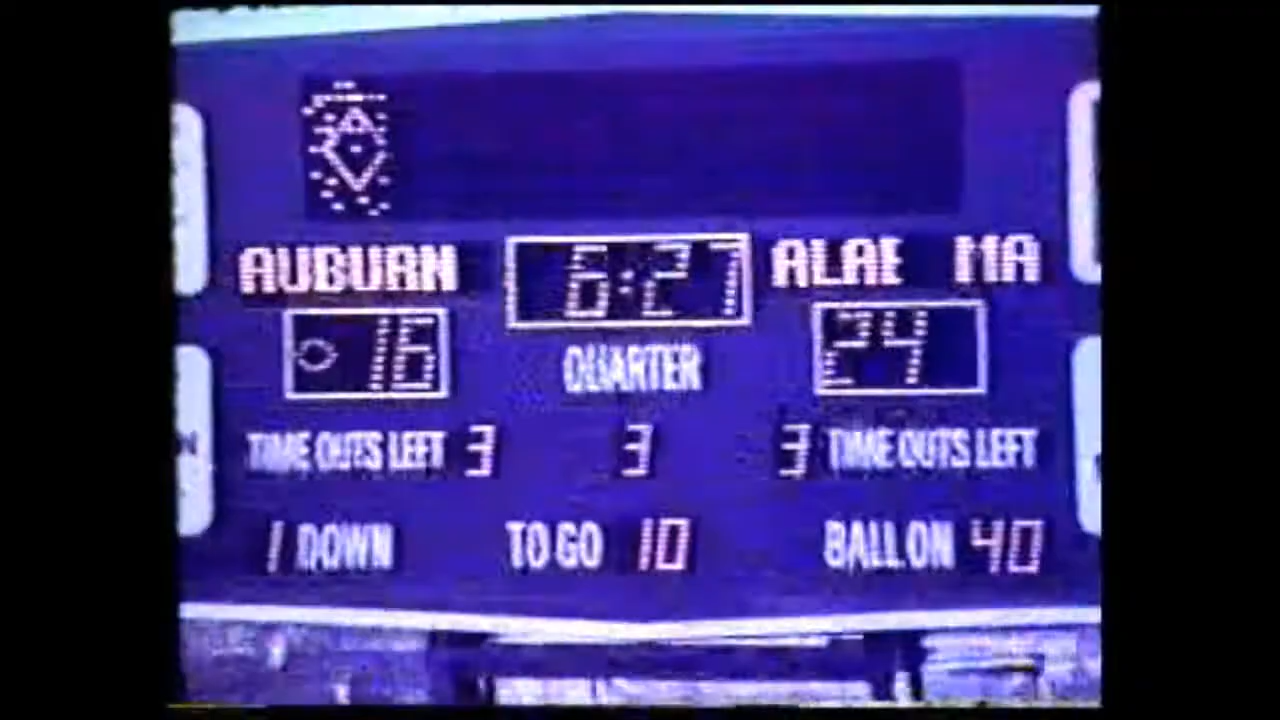 AUBURN 6:27 ALAE MA
16 QUARTER 24
TIME OUTS LEFT 3 3 3 TIME OUTS LEFT
1 DOWN TO GO 10 BALL ON 40